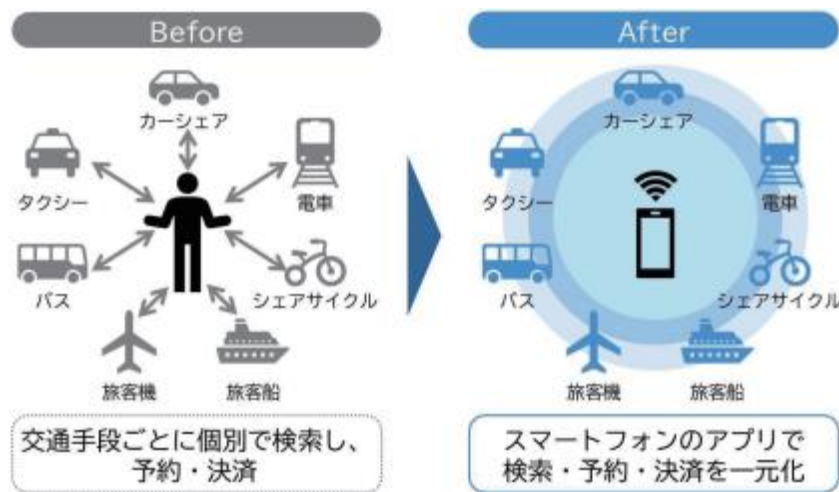 Before
カーシェア
タクシー
電車
バス
シェアサイクル
旅客機
旅客船
交通手段ごとに個別で検索し、
予約・決済
After
カーシェア
タクシー
電車
バス
シェアサイクル
旅客機
旅客船
スマートフォンのアプリで
検索・予約・決済を一元化